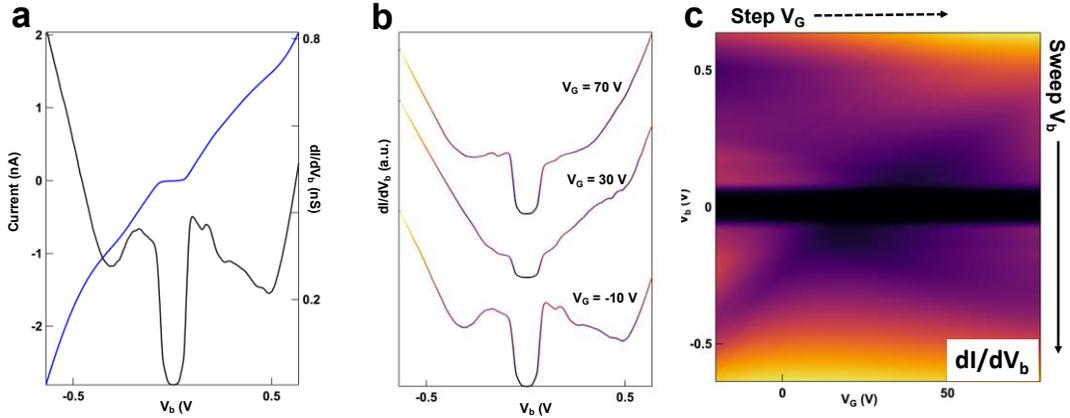 a
Current (nA)
2
1
0
-1
-2
-0.5
0.5
V_b (V
0.8
0.2
dI/dV_b (nS)
b
dI/dV_b (a.u.)
V_G = 70 V
V_G = 30 V
V_G = -10 V
-0.5
0.5
V_b (V
c
Step V_G
Sweep V_b
V_b (V)
0.5
0
-0.5
0
50
V_G (V)
dI/dV_b